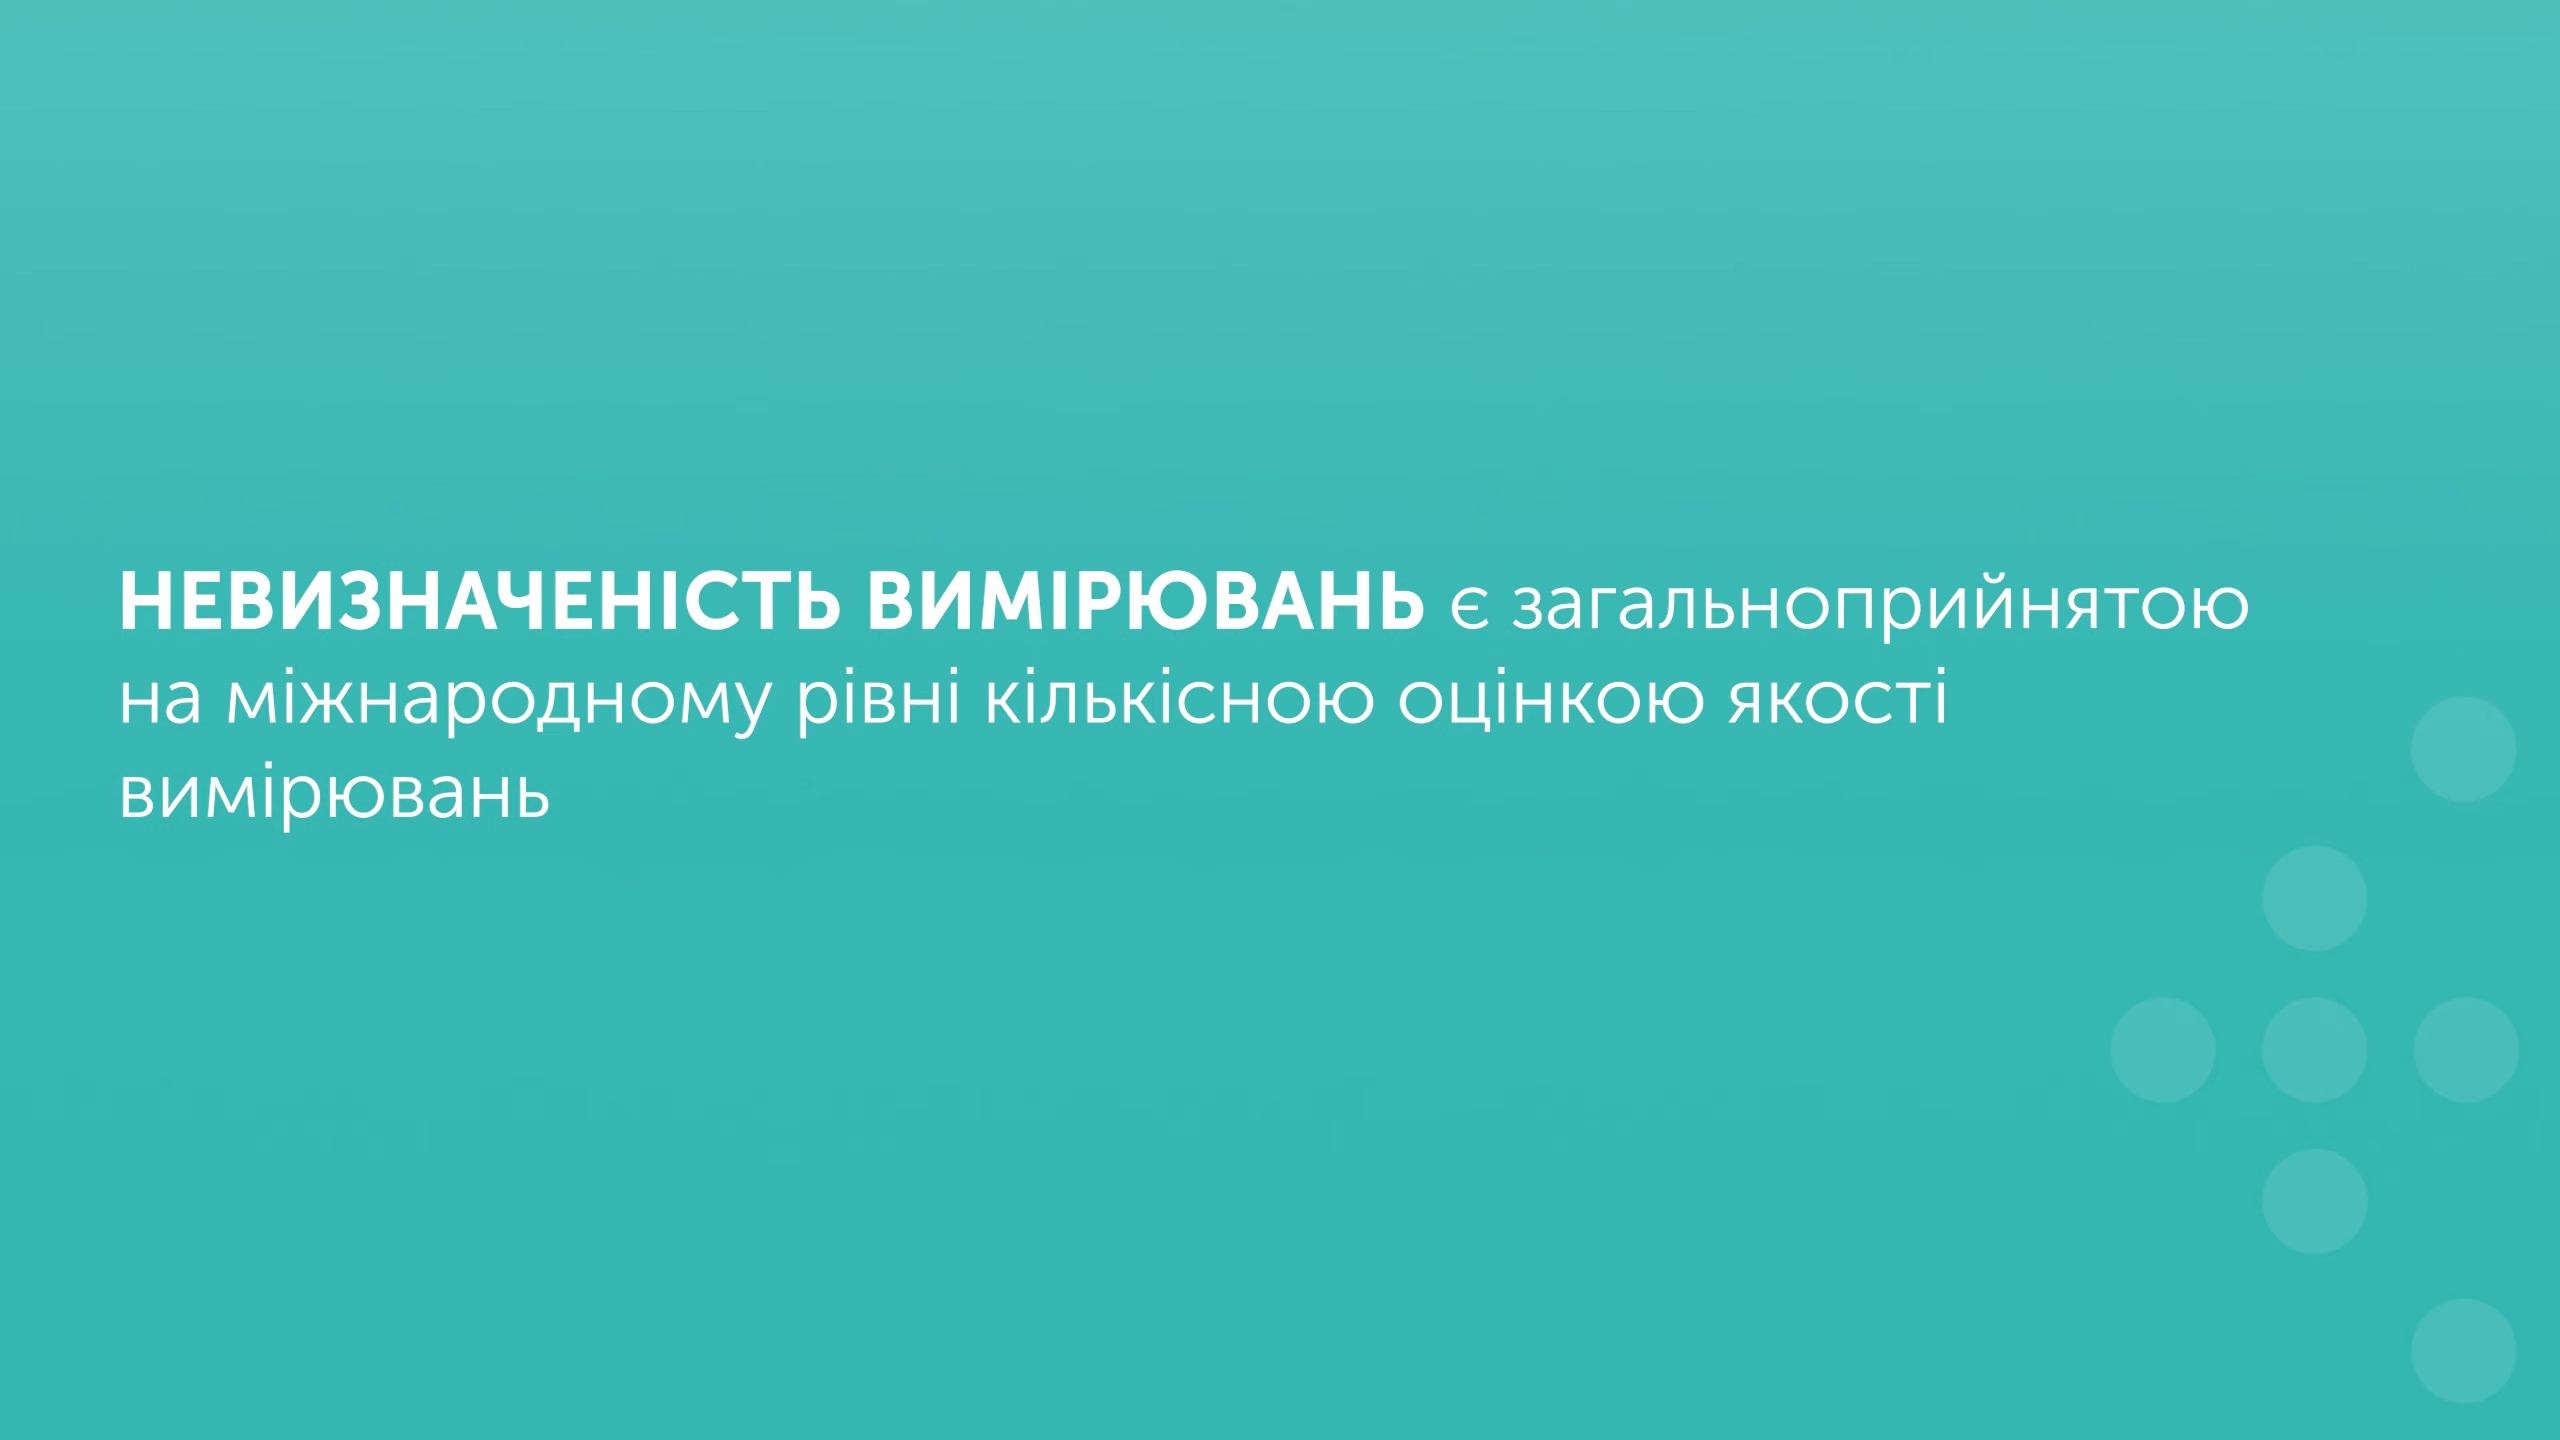 НЕВИЗНАЧЕНІСТЬ ВИМІРЮВАНЬ є загальноприйнятою
на міжнародному рівні кількісною оцінкою якості
вимірювань